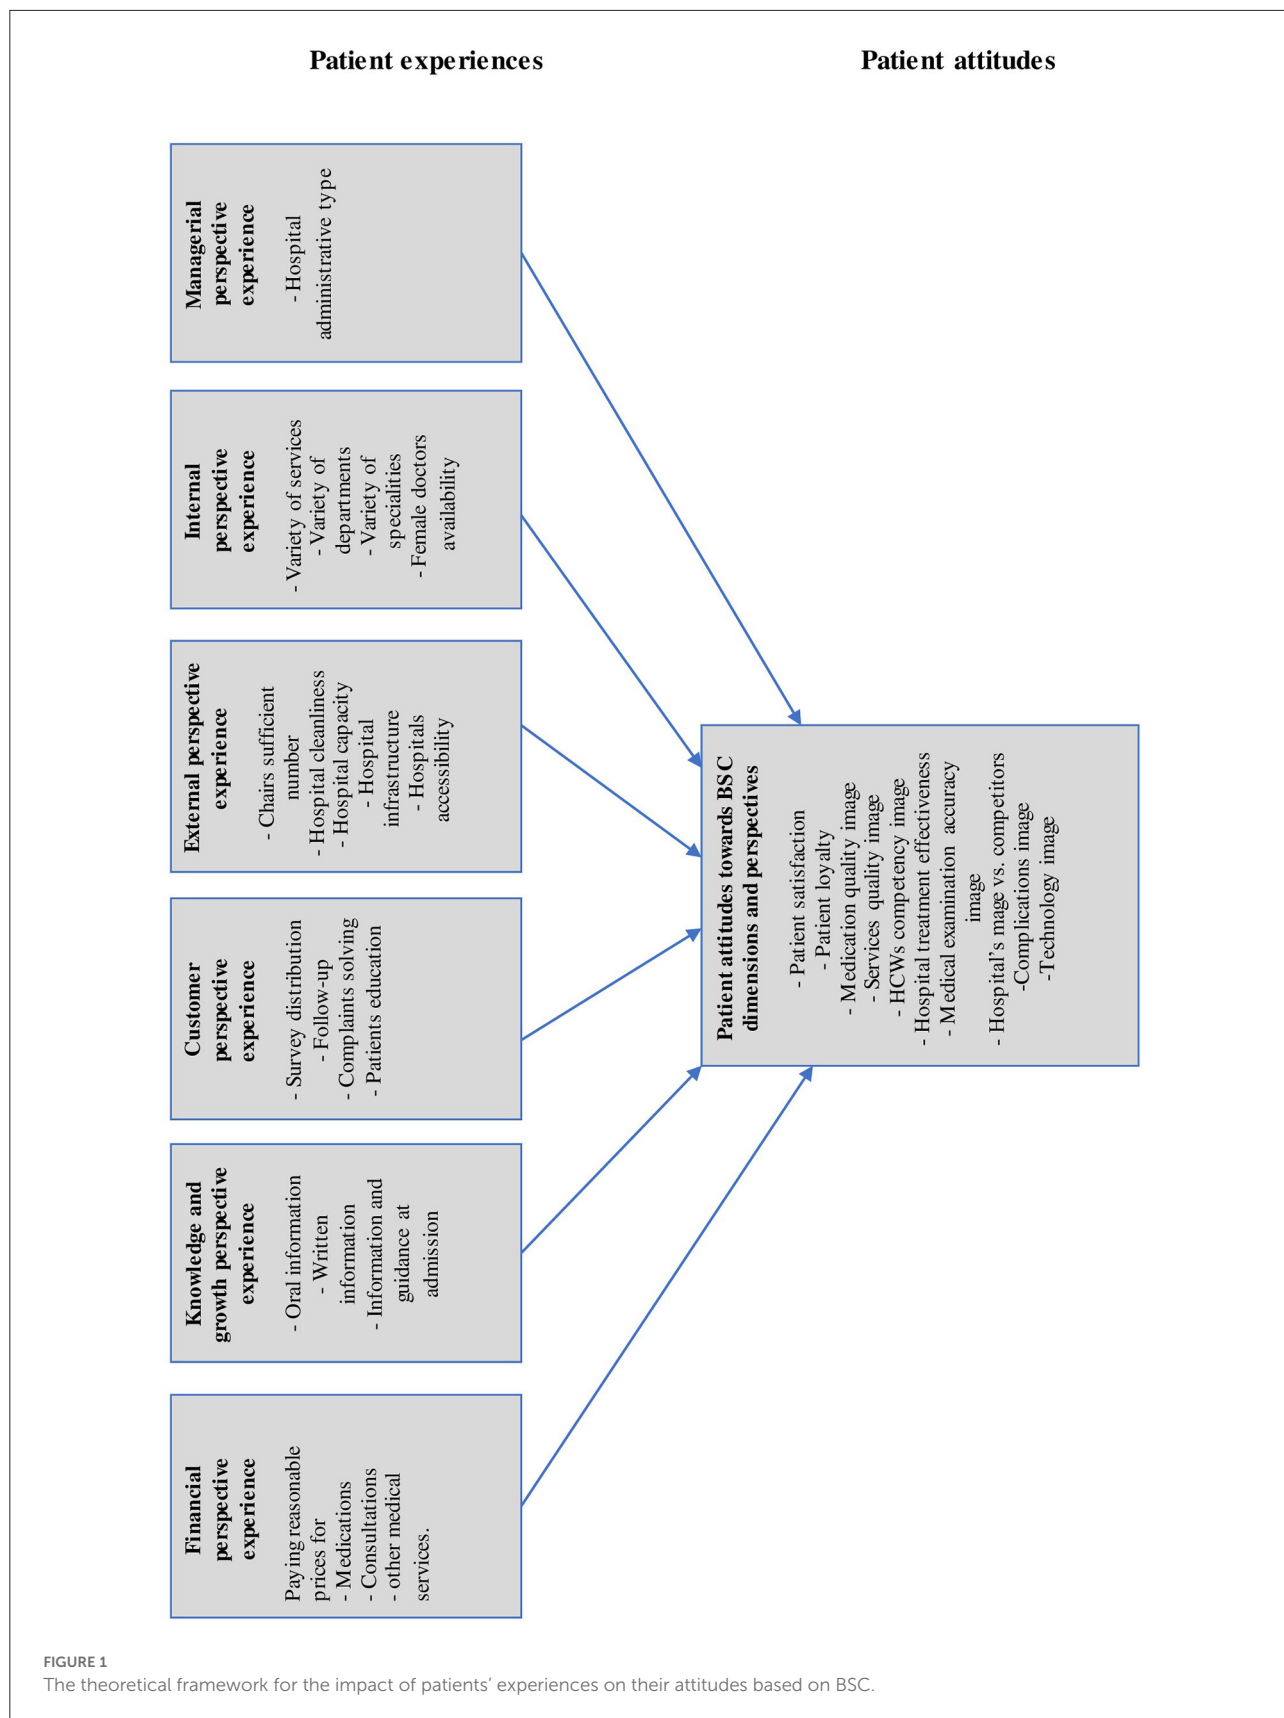 Patient experiences
Patient attitudes
Managerial
perspective
experience
- Hospital
administrative type
Internal
perspective
experience
- Variety of services
- Variety of
departments
- Variety of
specialities
- Female doctors
availability
External perspective
experience
- Chairs sufficient
number
- Hospital cleanliness
- Hospital capacity
- Hospital
infrastructure
- Hospitals
accessibility
Customer
perspective
experience
- Survey distribution
- Follow-up
- Complaints solving
- Patients education
Knowledge and
growth perspective
experience
- Oral information
- Written
information
- Information and
guidance at
admission
Financial
perspective
experience
Paying reasonable
prices for
- Medications
- Consultations
- other medical
services.
Patient attitudes towards BSC
dimensions and perspectives
- Patient satisfaction
- Patient loyalty
- Medication quality image
- Services quality image
- HCWs competency image
- Hospital treatment effectiveness
- Medical examination accuracy
image
- Hospital's mage vs. competitors
-Complications image
-Technology image
FIGURE 1
The theoretical framework for the impact of patients' experiences on their attitudes based on BSC.